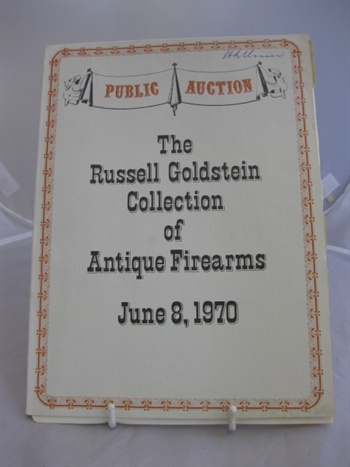 PUBLIC AUCTION
The
Russell Goldstein
Collection
of
Antique Firearms
June 8, 1970